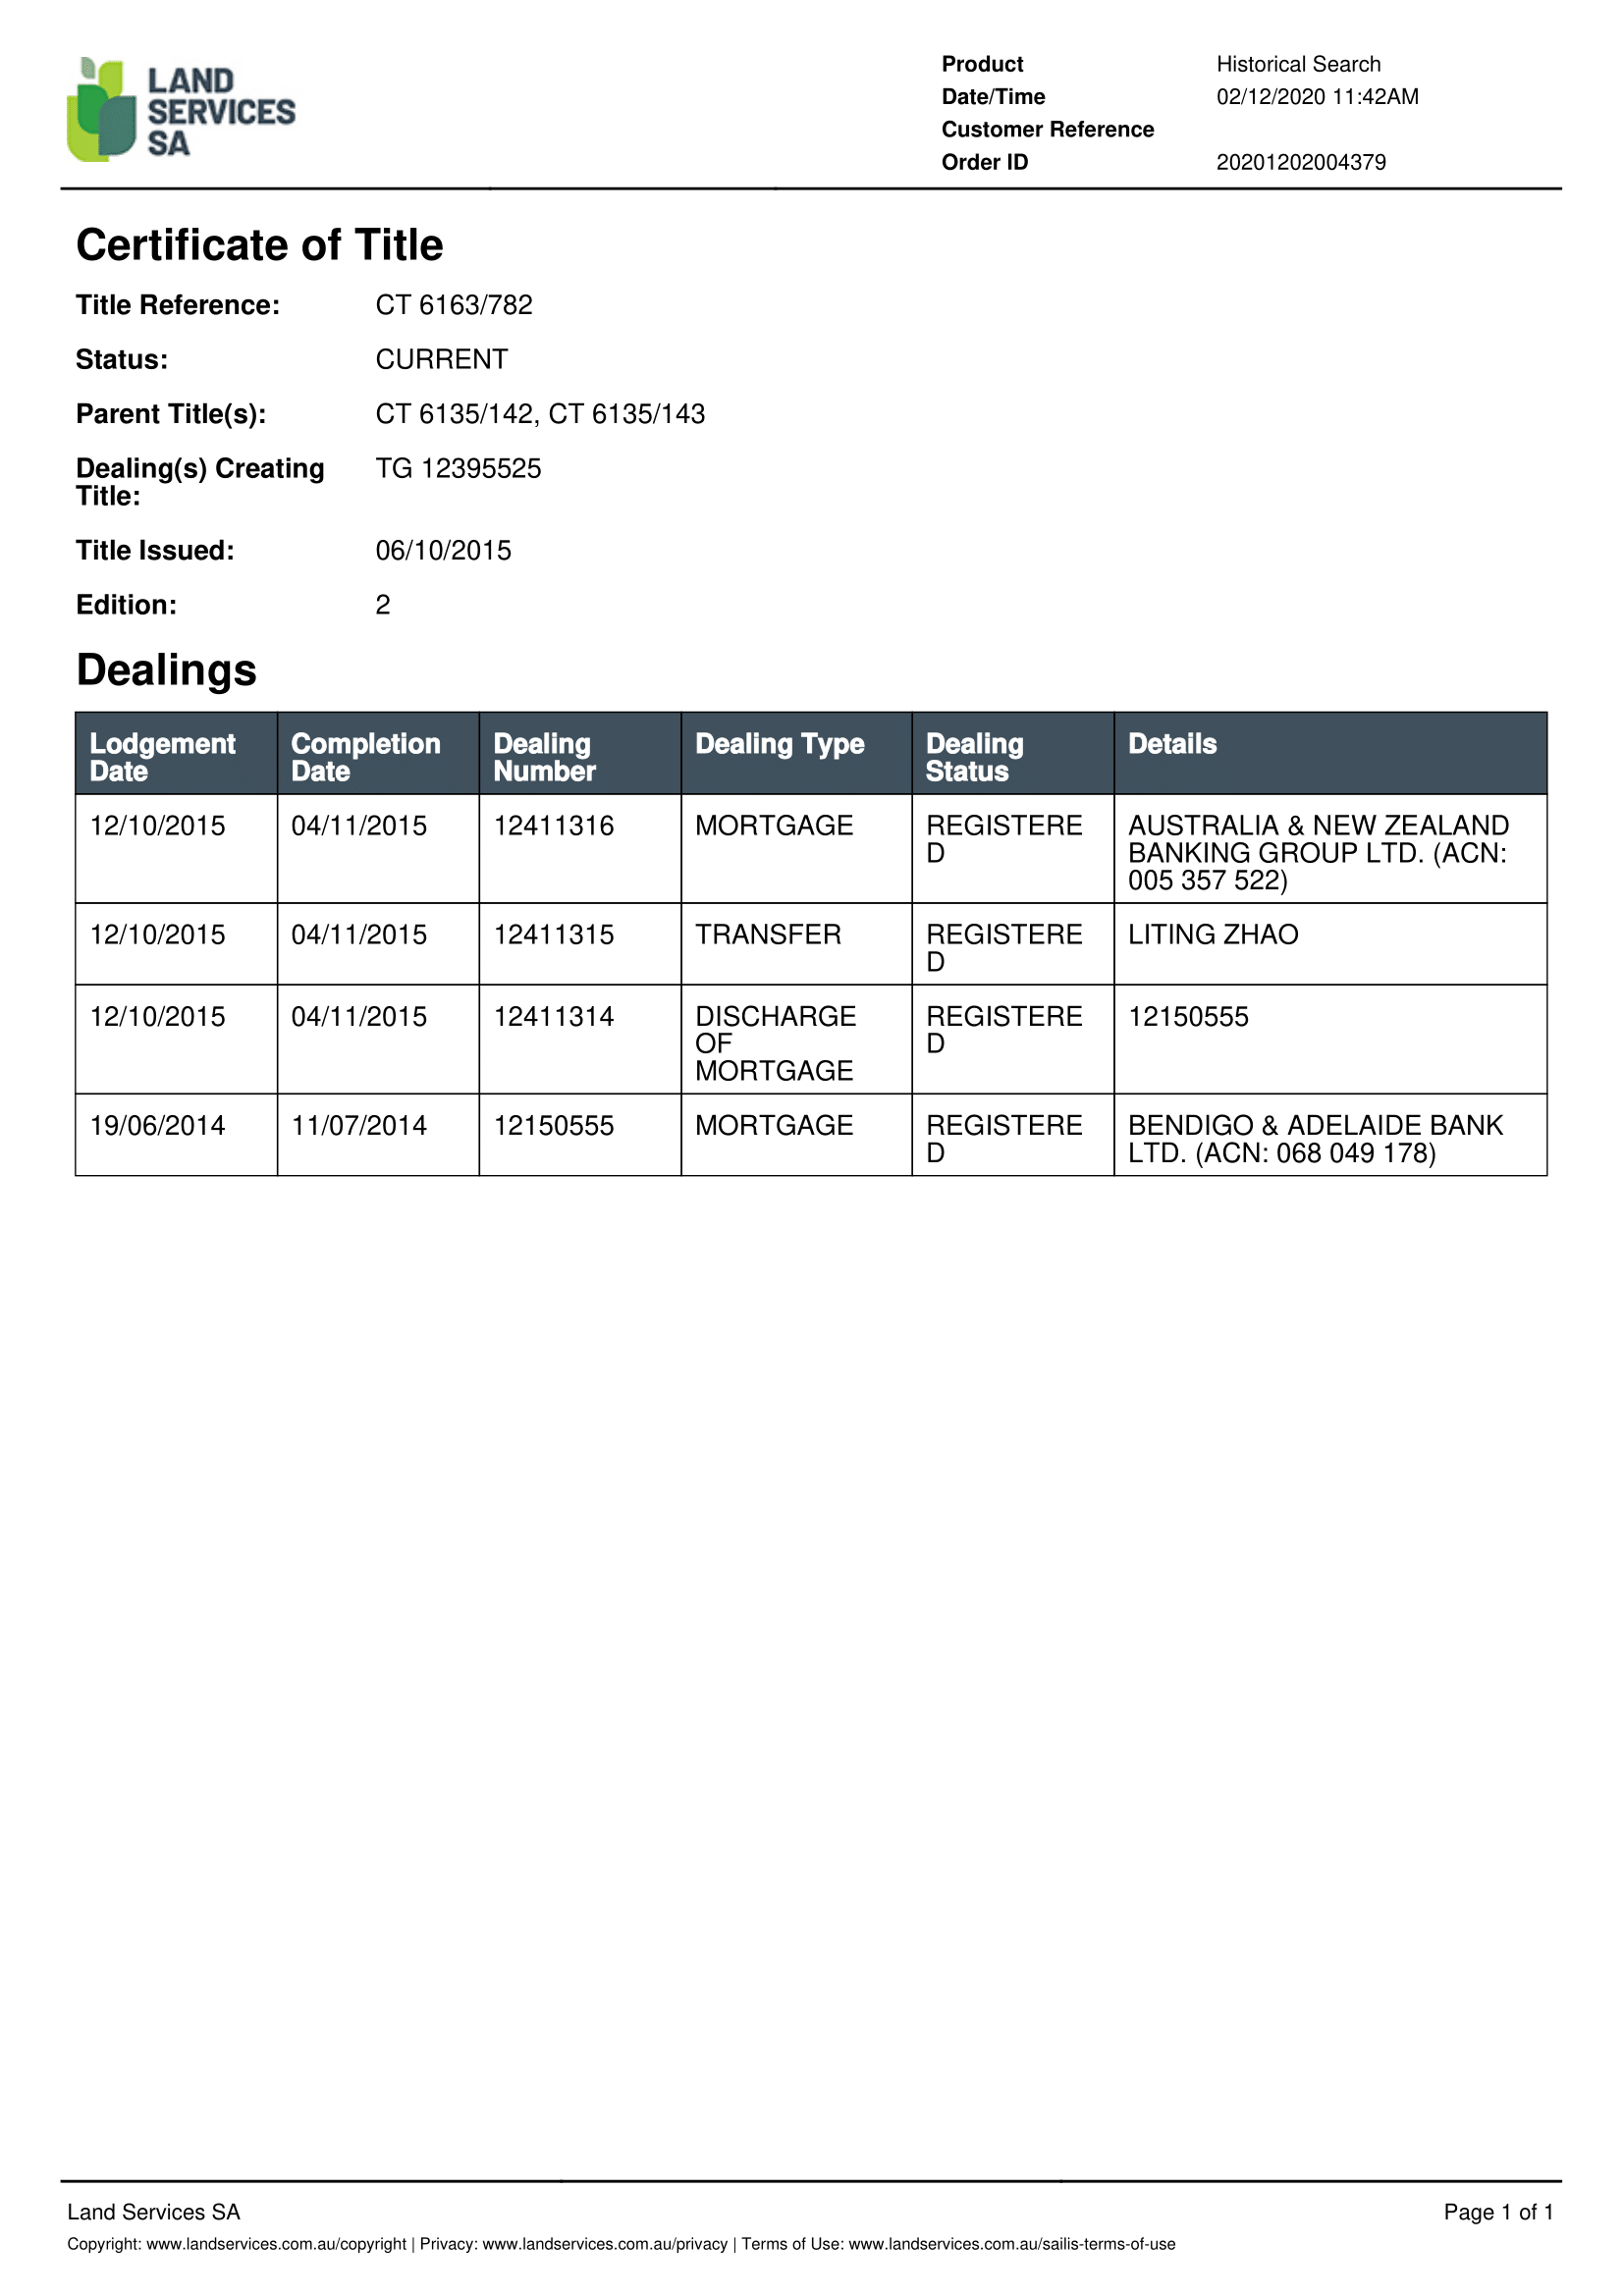 LAND
SERVICES
SA
Product Historical Search
Date/Time 02/12/2020 11:42AM
Customer Reference
Order ID 20201202004379
Certificate of Title
Title Reference: CT 6163/782
Status: CURRENT
Parent Title(s): CT 6135/142, CT 6135/143
Dealing(s) Creating TG 12395525
Title:
Title Issued: 06/10/2015
Edition: 2
Dealings
Lodgement Completion Dealing Dealing Type Dealing Details
Date Date Number Status
12/10/2015 04/11/2015 12411316 MORTGAGE REGISTERE AUSTRALIA & NEW ZEALAND
D BANKING GROUP LTD. (ACN:
005 357 522)
12/10/2015 04/11/2015 12411315 TRANSFER REGISTERE LITING ZHAO
D
12/10/2015 04/11/2015 12411314 DISCHARGE REGISTERE 12150555
OF D
MORTGAGE
19/06/2014 11/07/2014 12150555 MORTGAGE REGISTERE BENDIGO & ADELAIDE BANK
D LTD. (ACN: 068 049 178)
Land Services SA Page 1 of 1
Copyright: www.landservices.com.au/copyright | Privacy: www.landservices.com.au/privacy | Terms of Use: www.landservices.com.au/sailis-terms-of-use